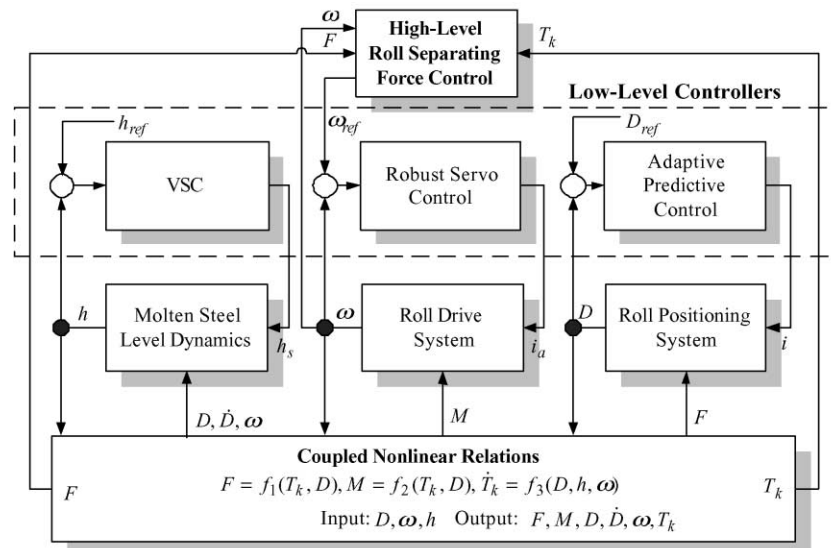 ω
F
High-Level
Roll Separating
Force Control
T_k
Low-Level Controllers
h_ref
ω_ref
D_ref
VSC
Robust Servo
Control
Adaptive
Predictive
Control
h
Molten Steel
Level Dynamics
h_s
ω
Roll Drive
System
i_a
D
Roll Positioning
System
i
D, Ḋ, ω
M
F
Coupled Nonlinear Relations
F = f_1(T_k, D), M = f_2(T_k, D), Ṫ_k = f_3(D, h, ω)
F
T_k
Input: D, ω, h Output: F, M, D, Ḋ, ω, T_k